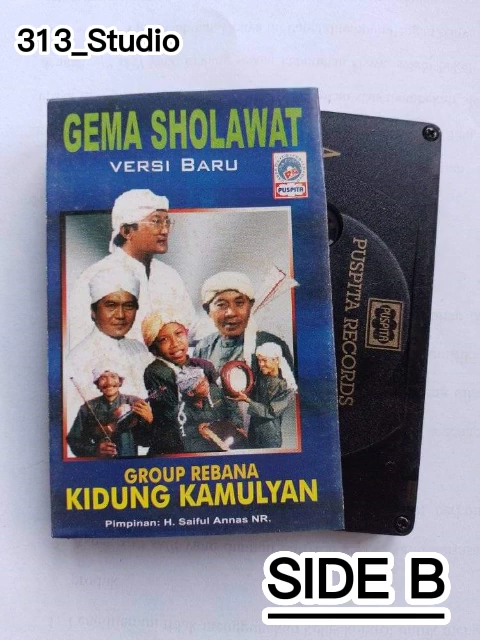 313_Studio
GEMA SHOLAWAT
VERSI BARU
PUSPITA
GROUP REBANA
KIDUNG KAMULYAN
Pimpinan: H. Saiful Annas NR.
A
PUSPITA
PUSPITA RECORDS
SIDE B